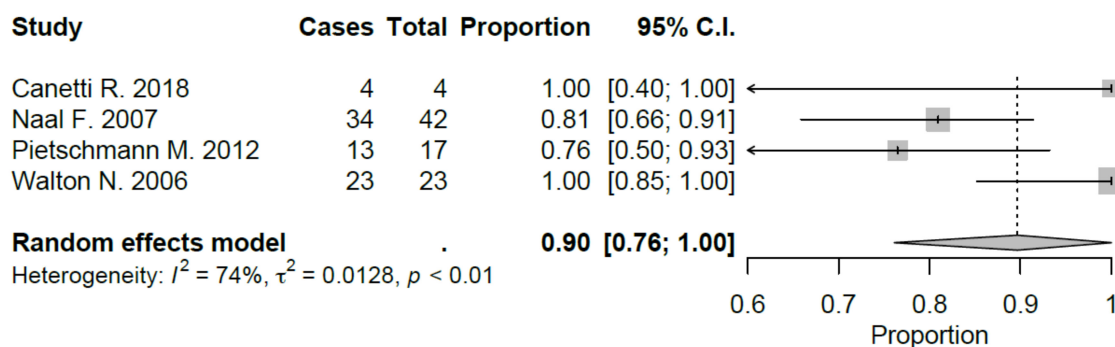 Study Cases Total Proportion 95% C.I.
Canetti R. 2018 4 4 1.00 [0.40; 1.00]
Naal F. 2007 34 42 0.81 [0.66; 0.91]
Pietschmann M. 2012 13 17 0.76 [0.50; 0.93]
Walton N. 2006 23 23 1.00 [0.85; 1.00]
Random effects model . 0.90 [0.76; 1.00]
Heterogeneity: I² = 74%, τ² = 0.0128, p < 0.01
0.6 0.7 0.8 0.9 1
Proportion